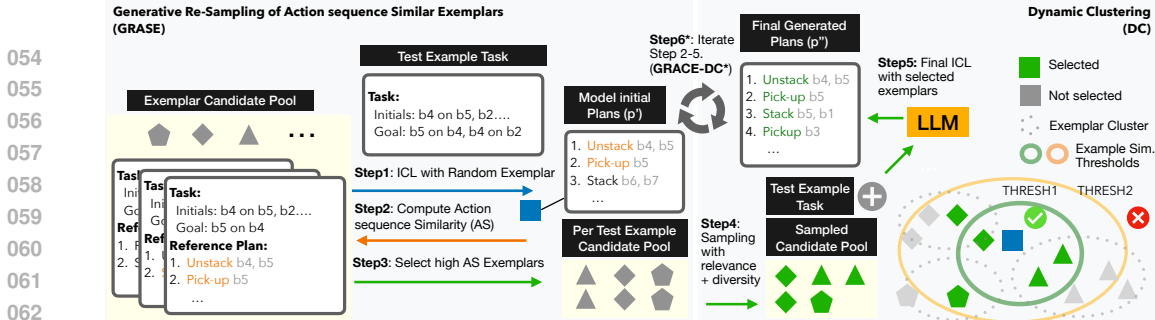 054
055
056
057
058
059
060
061
062
Generative Re-Sampling of Action sequence Similar Exemplars
(GRASE)
Exemplar Candidate Pool
...
Task:
Initials: b4 on b5, b2....
Goal: b5 on b4
Reference Plan:
1. Unstack b4, b5
2. Pick-up b5
...
Test Example Task
Task:
Initials: b4 on b5, b2....
Goal: b5 on b4, b4 on b2
Step1: ICL with Random Exemplar
Step2: Compute Action
sequence Similarity (AS)
Step3: Select high AS Exemplars
Model initial
Plans (p')
1. Unstack b4, b5
2. Pick-up b5
3. Stack b6, b7
...
Per Test Example
Candidate Pool
Step6*: Iterate
Step 2-5.
(GRACE-DC*)
Final Generated
Plans (p'')
1. Unstack b4, b5
2. Pick-up b5
3. Stack b5, b1
4. Pickup b3
...
Step4:
Sampling
with
relevance
+ diversity
Test Example
Task
Sampled
Candidate Pool
Dynamic Clustering
(DC)
Step5: Final ICL
with selected
exemplars
LLM
Selected
Not selected
Exemplar Cluster
Example Sim.
Thresholds
THRESH1
THRESH2